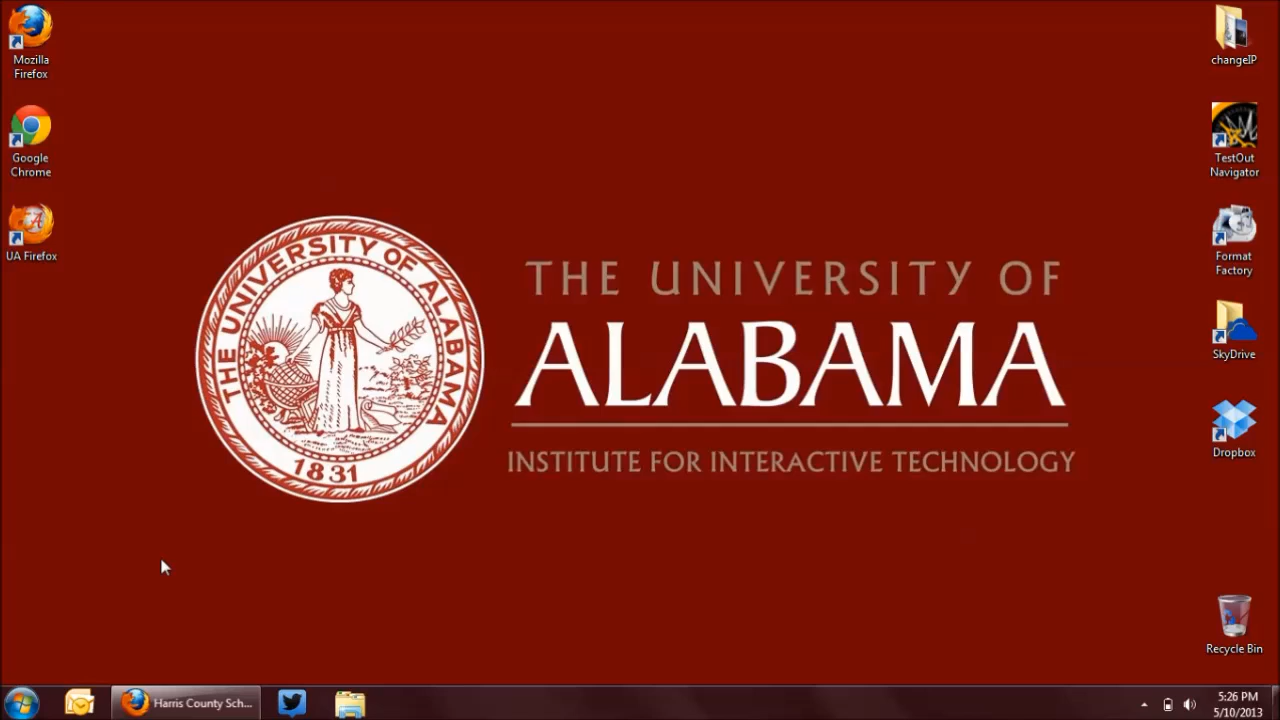 Mozilla
Firefox
Google
Chrome
UA Firefox
THE UNIVERSITY OF ALABAMA
1831
THE UNIVERSITY OF
ALABAMA
INSTITUTE FOR INTERACTIVE TECHNOLOGY
changeIP
TestOut
Navigator
Format
Factory
SkyDrive
Dropbox
Recycle Bin
Harris County Sch...
5:26 PM
5/10/2013